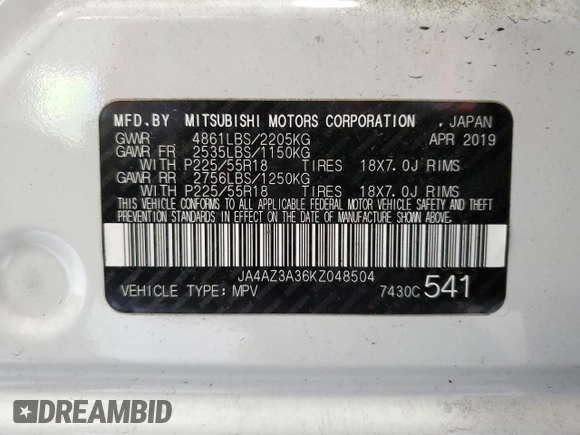 MFD.BY MITSUBISHI MOTORS CORPORATION . JAPAN
GVWR 4861LBS/2205KG APR 2019
GAWR FR 2535LBS/1150KG
WITH P225/55R18 TIRES 18X7.0J RIMS
GAWR RR 2756LBS/1250KG
WITH P225/55R18 TIRES 18X7.0J RIMS
THIS VEHICLE CONFORMS TO ALL APPLICABLE FEDERAL MOTOR VEHICLE SAFETY AND
THEFT PREVENTION STANDARDS IN EFFECT ON THE DATE OF MANUFACTURE SHOWN ABOVE.
JA4AZ3A36KZ048504
VEHICLE TYPE:MPV 7430C 541
DREAMBID